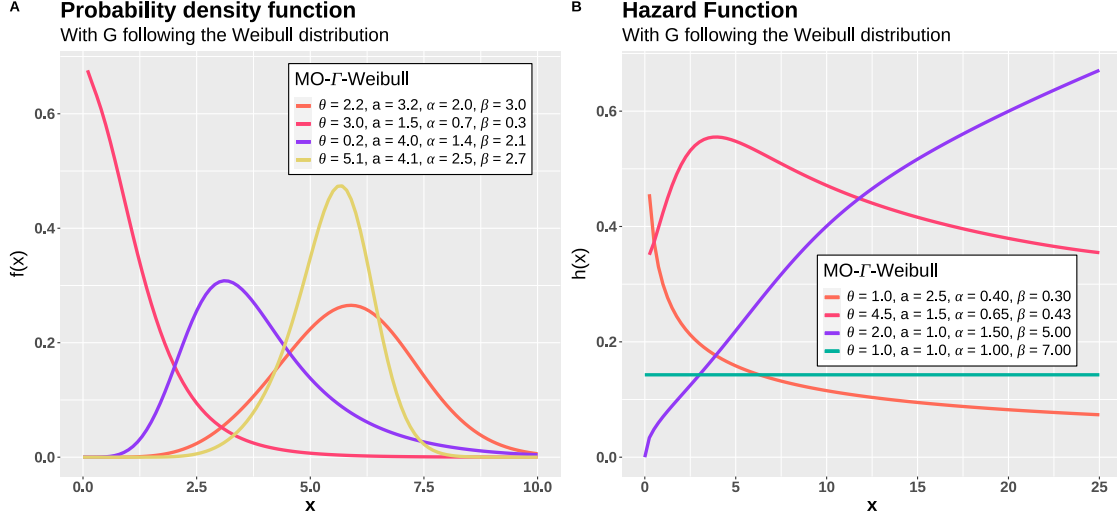 A
Probability density function
With G following the Weibull distribution
f(x)
0.6
0.4
0.2
0.0
MO-Γ-Weibull
θ = 2.2, a = 3.2, α = 2.0, β = 3.0
θ = 3.0, a = 1.5, α = 0.7, β = 0.3
θ = 0.2, a = 4.0, α = 1.4, β = 2.1
θ = 5.1, a = 4.1, α = 2.5, β = 2.7
0.0 2.5 5.0 7.5 10.0
x
B
Hazard Function
With G following the Weibull distribution
h(x)
0.6
0.4
0.2
0.0
MO-Γ-Weibull
θ = 1.0, a = 2.5, α = 0.40, β = 0.30
θ = 4.5, a = 1.5, α = 0.65, β = 0.43
θ = 2.0, a = 1.0, α = 1.50, β = 5.00
θ = 1.0, a = 1.0, α = 1.00, β = 7.00
0 5 10 15 20 25
x